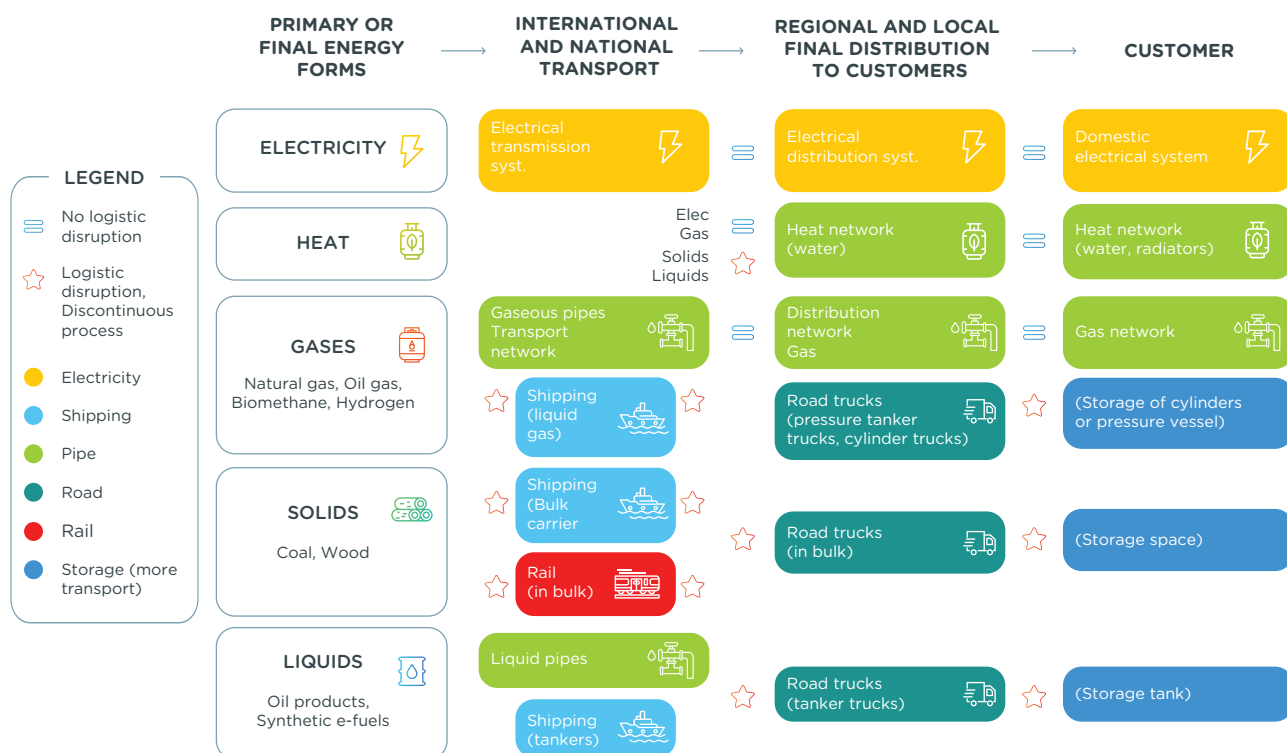 PRIMARY OR
FINAL ENERGY
FORMS
INTERNATIONAL
AND NATIONAL
TRANSPORT
REGIONAL AND LOCAL
FINAL DISTRIBUTION
TO CUSTOMERS
CUSTOMER
LEGEND
No logistic
disruption
Logistic
disruption,
Discontinuous
process
Electricity
Shipping
Pipe
Road
Rail
Storage (more
transport)
ELECTRICITY
Electrical
transmission
syst.
Electrical
distribution syst.
Domestic
electrical system
HEAT
Elec
Gas
Solids
Liquids
Heat network
(water)
Heat network
(water, radiators)
GASES
Natural gas, Oil gas,
Biomethane, Hydrogen
Gaseous pipes
Transport
network
Distribution
network
Gas
Gas network
Shipping
(liquid
gas)
Road trucks
(pressure tanker
trucks, cylinder trucks)
(Storage of cylinders
or pressure vessel)
SOLIDS
Coal, Wood
Shipping
(Bulk
carrier
Rail
(in bulk)
Road trucks
(in bulk)
(Storage space)
LIQUIDS
Oil products,
Synthetic e-fuels
Liquid pipes
Shipping
(tankers)
Road trucks
(tanker trucks)
(Storage tank)